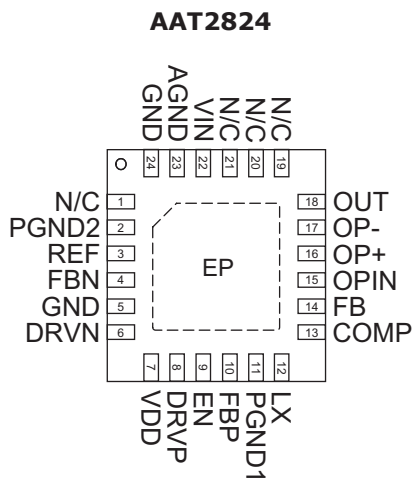 AAT2824
GND
AGND
VIN
N/C
N/C
N/C
24
23
22
21
20
19
N/C 1
PGND2 2
REF 3
FBN 4
GND 5
DRVN 6
EP
18 OUT
17 OP-
16 OP+
15 OPIN
14 FB
13 COMP
7
8
9
10
11
12
VDD
DRVP
EN
FBP
PGND1
LX